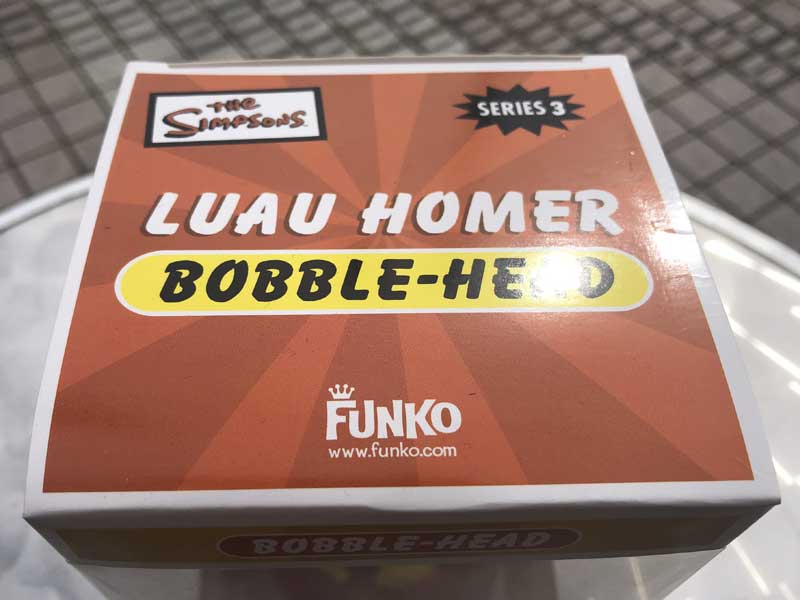 THE
SIMPSONS
SERIES 3
LUAU HOMER
BOBBLE-HEAD
FUNKO
www.funko.com
BOBBLE-HEAD